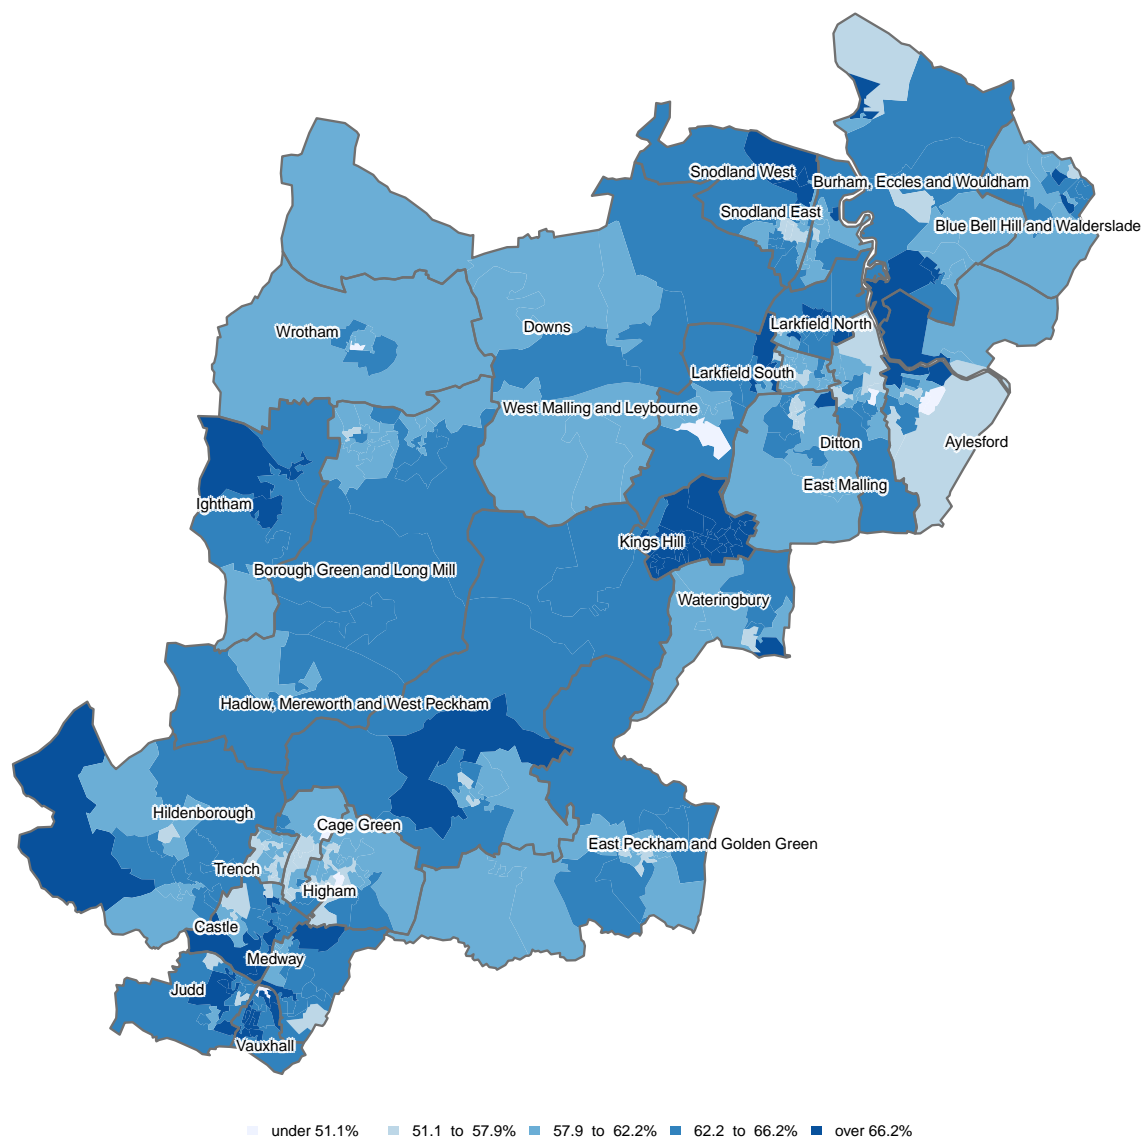 Snodland West
Burham, Eccles and Wouldham
Snodland East
Blue Bell Hill and Walderslade
Wrotham
Downs
Larkfield North
Larkfield South
West Malling and Leybourne
Ditton
Aylesford
East Malling
Ightham
Kings Hill
Borough Green and Long Mill
Wateringbury
Hadlow, Mereworth and West Peckham
Hildenborough
Cage Green
East Peckham and Golden Green
Trench
Higham
Castle
Medway
Judd
Vauxhall
under 51.1% 51.1 to 57.9% 57.9 to 62.2% 62.2 to 66.2% over 66.2%